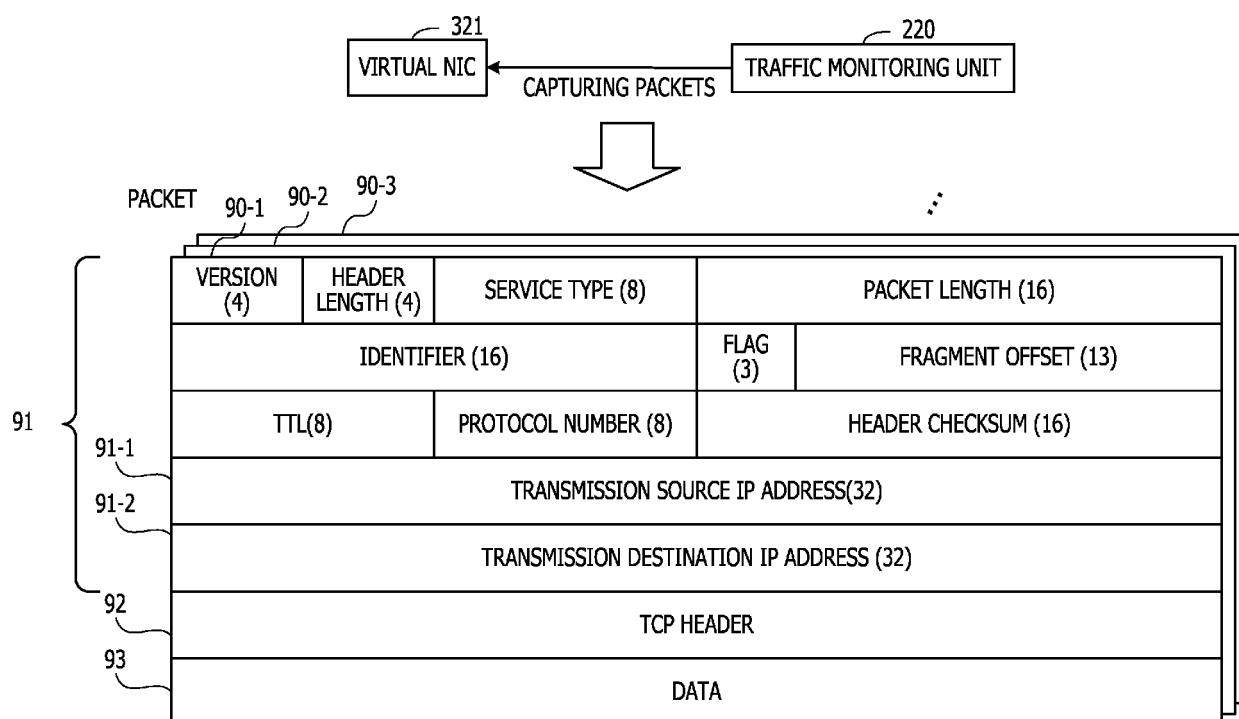 321
220
VIRTUAL NIC
TRAFFIC MONITORING UNIT
CAPTURING PACKETS
PACKET
90-1
90-2
90-3
VERSION
(4)
HEADER
LENGTH (4)
SERVICE TYPE (8)
PACKET LENGTH (16)
IDENTIFIER (16)
FLAG
(3)
FRAGMENT OFFSET (13)
91
TTL(8)
PROTOCOL NUMBER (8)
HEADER CHECKSUM (16)
91-1
TRANSMISSION SOURCE IP ADDRESS(32)
91-2
TRANSMISSION DESTINATION IP ADDRESS (32)
92
TCP HEADER
93
DATA